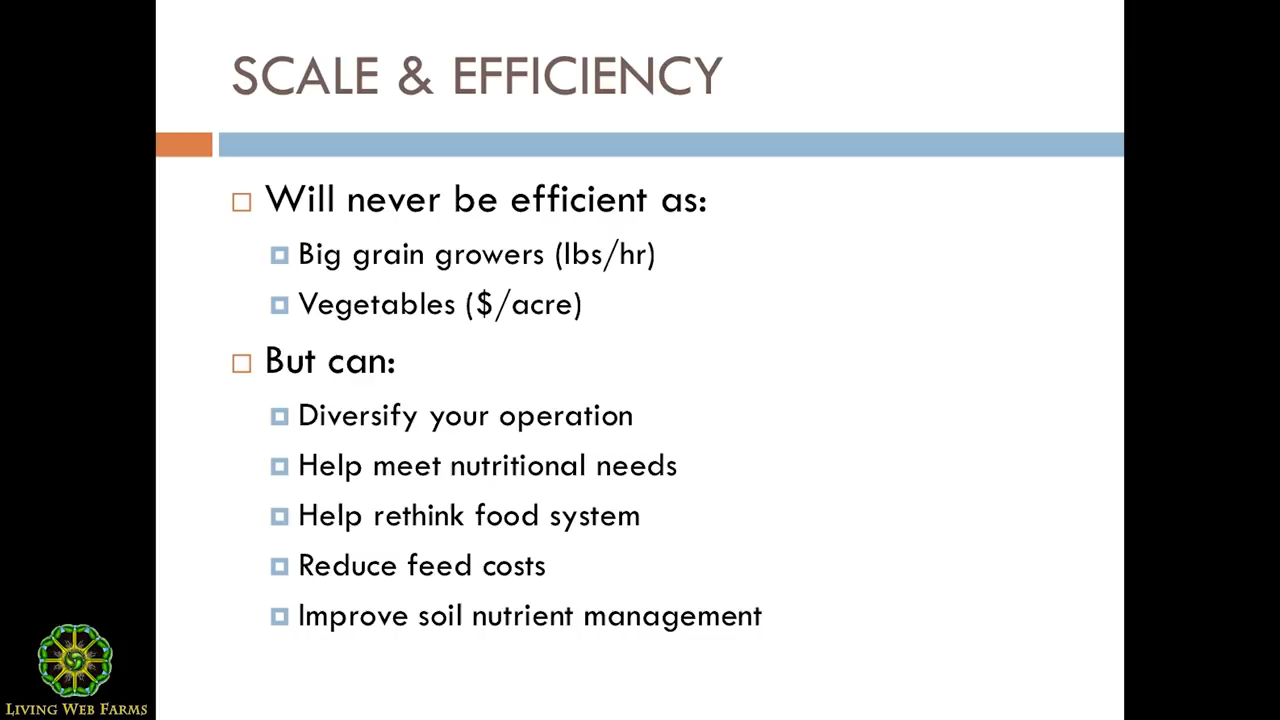 SCALE & EFFICIENCY
Will never be efficient as:
Big grain growers (lbs/hr)
Vegetables ($/acre)
But can:
Diversify your operation
Help meet nutritional needs
Help rethink food system
Reduce feed costs
Improve soil nutrient management
LIVING WEB FARMS